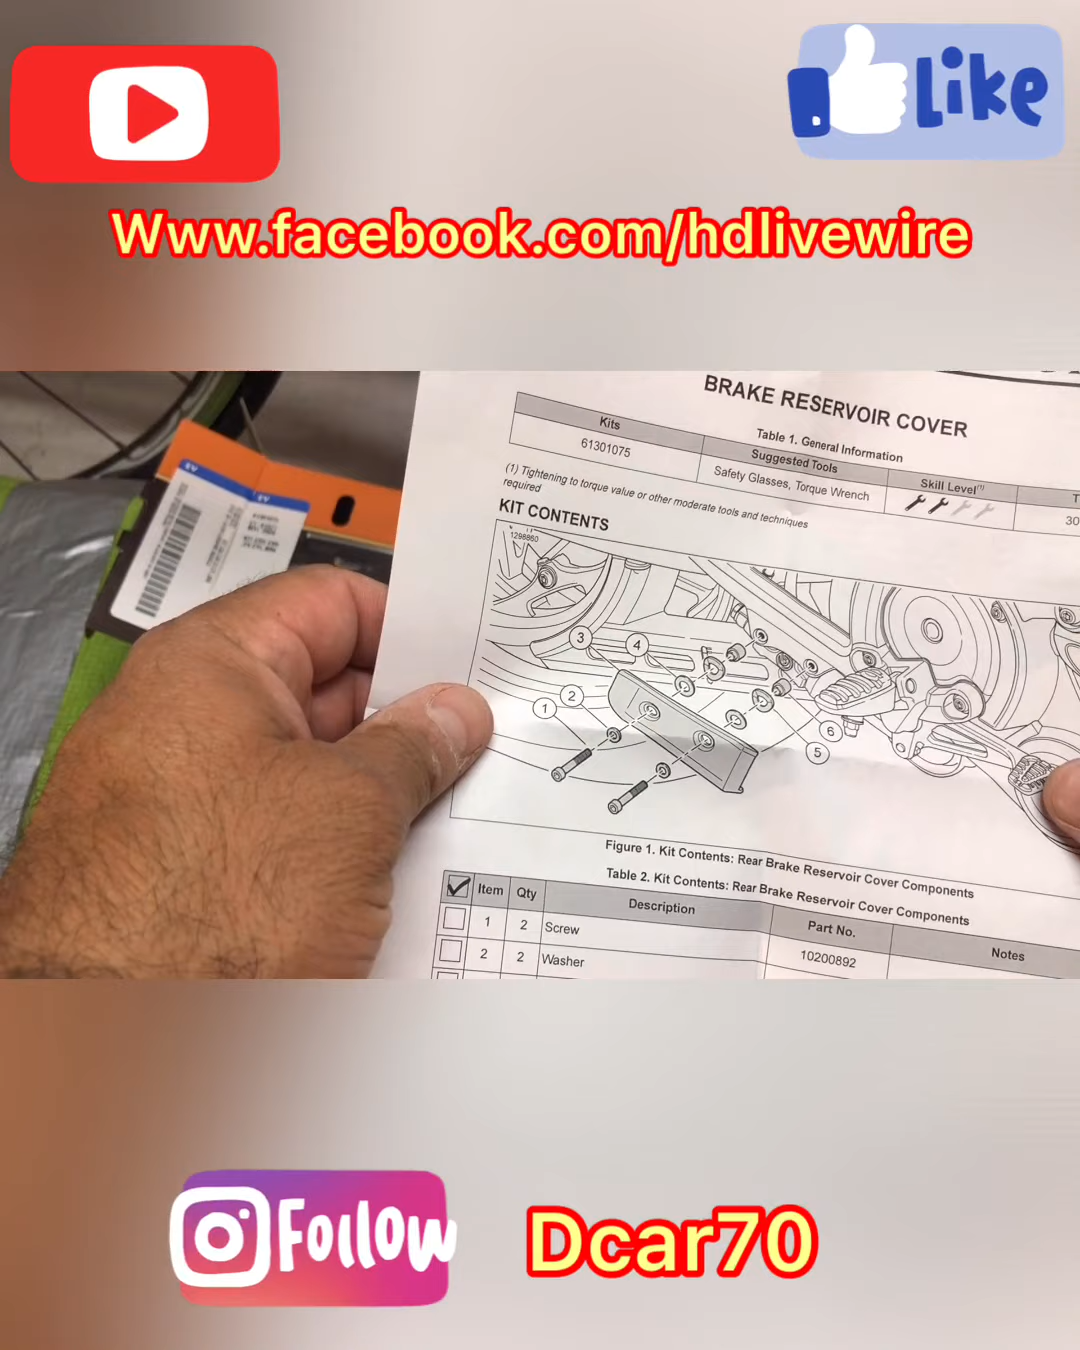 Like
Www.facebook.com/hdlivewire
BRAKE RESERVOIR COVER
Table 1. General Information
Kits
Suggested Tools
Skill Level(1)
T
61301075
Safety Glasses, Torque Wrench
30
(1) Tightening to torque value or other moderate tools and techniques
required
KIT CONTENTS
1298860
3
4
2
1
6
5
Figure 1. Kit Contents: Rear Brake Reservoir Cover Components
Table 2. Kit Contents: Rear Brake Reservoir Cover Components
Item Qty Description Part No. Notes
1 2 Screw
2 2 Washer 10200892
Follow
Dcar70